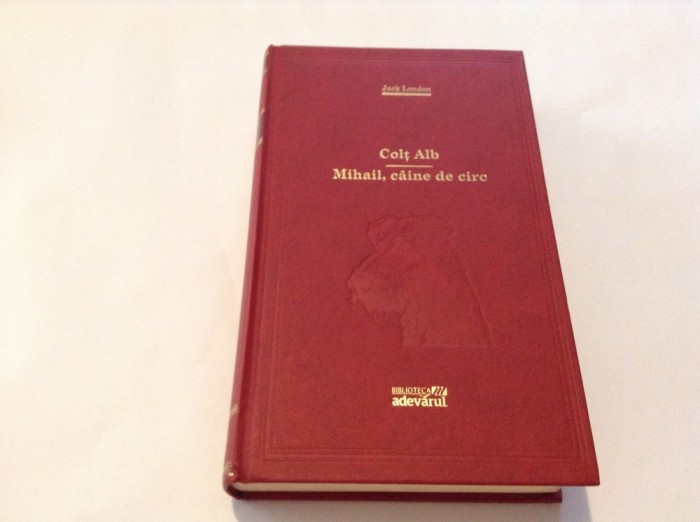 Jack London
Colț Alb
Mihail, câine de circ
BIBLIOTECA
adevărul